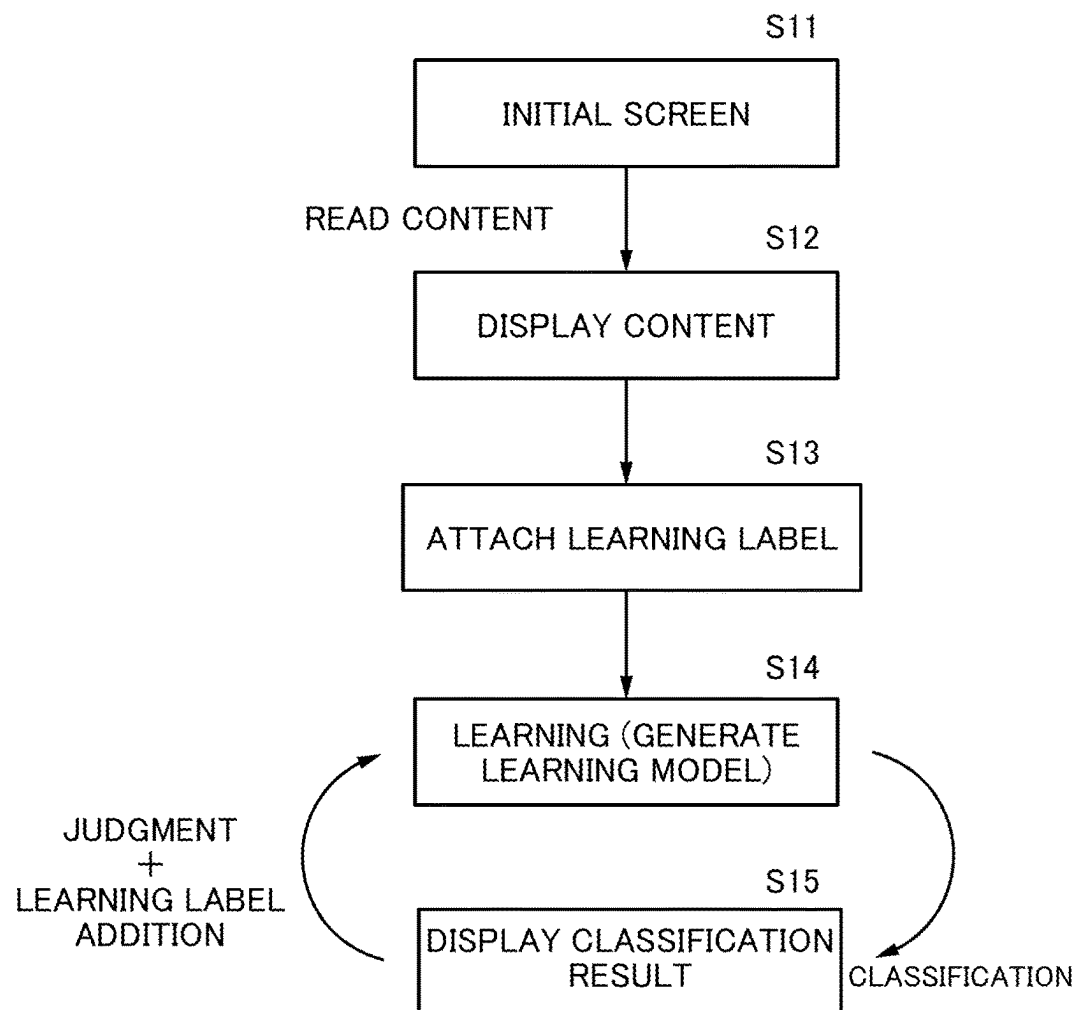 S11
INITIAL SCREEN
READ CONTENT
S12
DISPLAY CONTENT
S13
ATTACH LEARNING LABEL
S14
LEARNING (GENERATE
LEARNING MODEL)
JUDGMENT
+
LEARNING LABEL
ADDITION
S15
DISPLAY CLASSIFICATION
RESULT
CLASSIFICATION